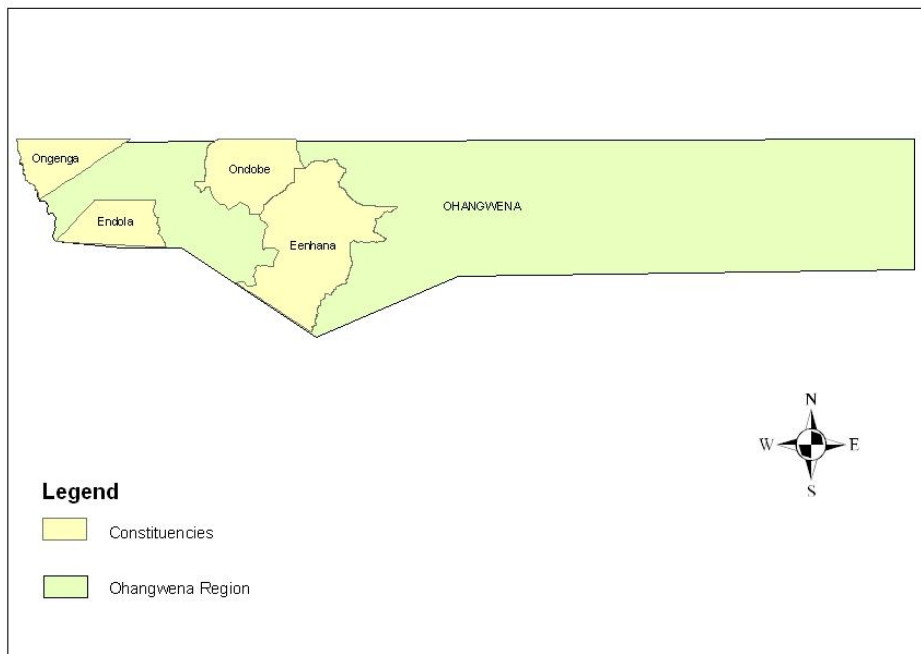 Ongenga
Ondobe
OHANGWENA
Endola
Eenhana
N
W
E
S
Legend
Constituencies
Ohangwena Region